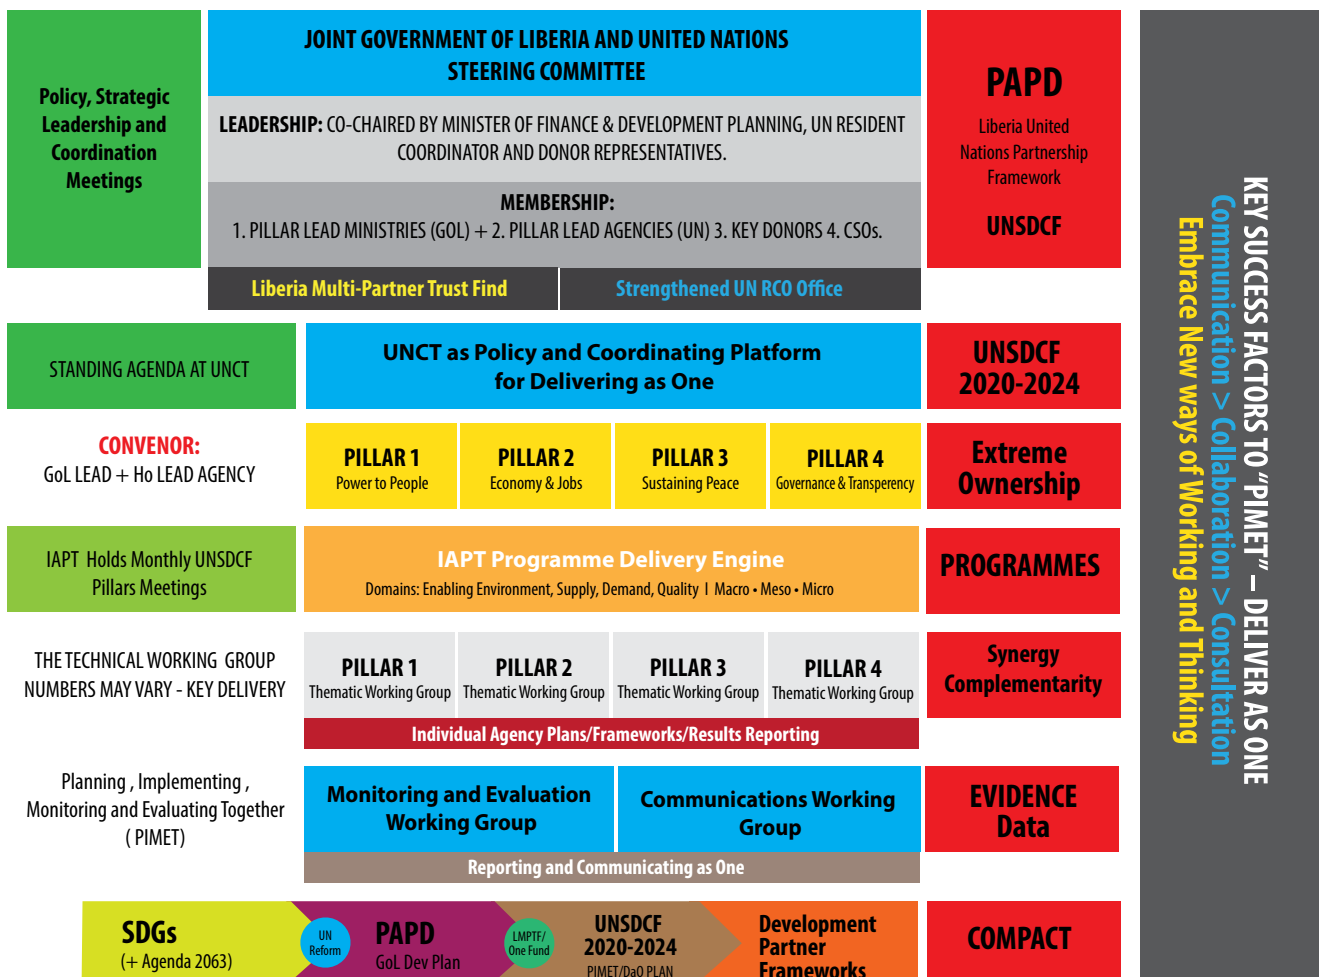 Policy, Strategic
Leadership and
Coordination
Meetings
JOINT GOVERNMENT OF LIBERIA AND UNITED NATIONS
STEERING COMMITTEE
LEADERSHIP: CO-CHAIRED BY MINISTER OF FINANCE & DEVELOPMENT PLANNING, UN RESIDENT
COORDINATOR AND DONOR REPRESENTATIVES.
MEMBERSHIP:
1. PILLAR LEAD MINISTRIES (GOL) + 2. PILLAR LEAD AGENCIES (UN) 3. KEY DONORS 4. CSOs.
Liberia Multi-Partner Trust Find
Strengthened UN RCO Office
PAPD
Liberia United
Nations Partnership
Framework
UNSDCF
STANDING AGENDA AT UNCT
UNCT as Policy and Coordinating Platform
for Delivering as One
UNSDCF
2020-2024
CONVENOR:
GoL LEAD + Ho LEAD AGENCY
PILLAR 1
Power to People
PILLAR 2
Economy & Jobs
PILLAR 3
Sustaining Peace
PILLAR 4
Governance & Transperency
Extreme
Ownership
IAPT Holds Monthly UNSDCF
Pillars Meetings
IAPT Programme Delivery Engine
Domains: Enabling Environment, Supply, Demand, Quality I Macro • Meso • Micro
PROGRAMMES
THE TECHNICAL WORKING GROUP
NUMBERS MAY VARY - KEY DELIVERY
PILLAR 1
Thematic Working Group
PILLAR 2
Thematic Working Group
PILLAR 3
Thematic Working Group
PILLAR 4
Thematic Working Group
Individual Agency Plans/Frameworks/Results Reporting
Synergy
Complementarity
Planning , Implementing ,
Monitoring and Evaluating Together
( PIMET)
Monitoring and Evaluation
Working Group
Communications Working
Group
Reporting and Communicating as One
EVIDENCE
Data
SDGs
(+ Agenda 2063)
UN
Reform
PAPD
GoL Dev Plan
LMPTF/
One Fund
UNSDCF
2020-2024
PIMET/DaO PLAN
Development
Partner
Frameworks
COMPACT
KEY SUCCESS FACTORS TO “PIMET” – DELIVER AS ONE
Communication > Collaboration > Consultation
Embrace New ways of Working and Thinking